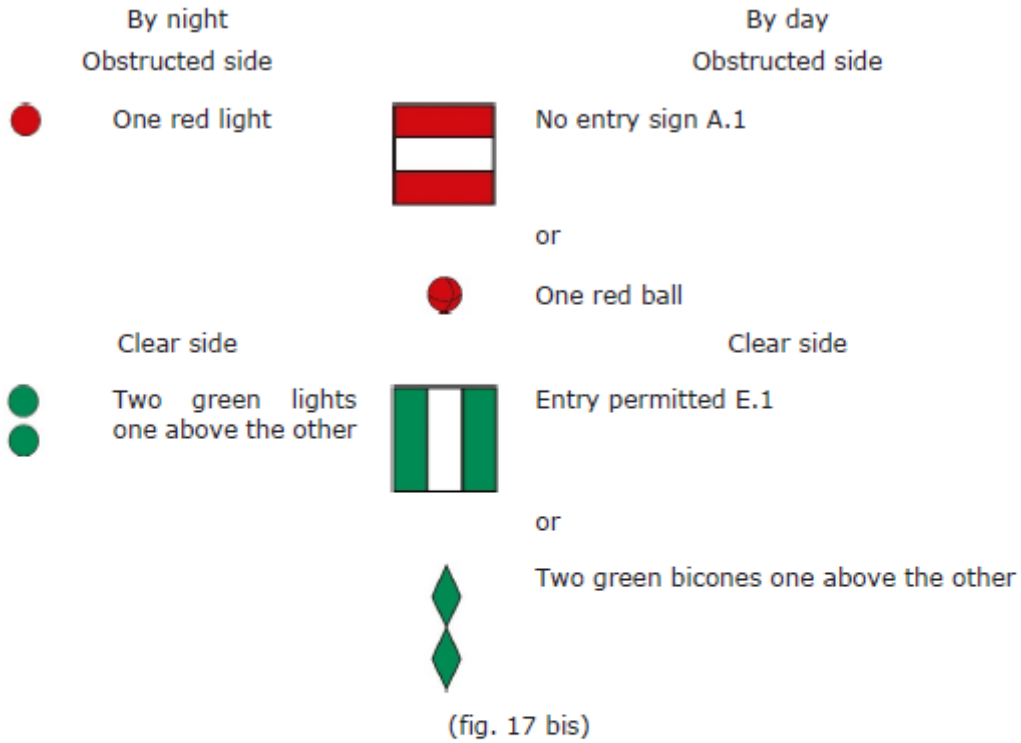 By night
By day
Obstructed side
Obstructed side
One red light
No entry sign A.1
or
One red ball
Clear side
Clear side
Two green lights
one above the other
Entry permitted E.1
or
Two green bicones one above the other
(fig. 17 bis)